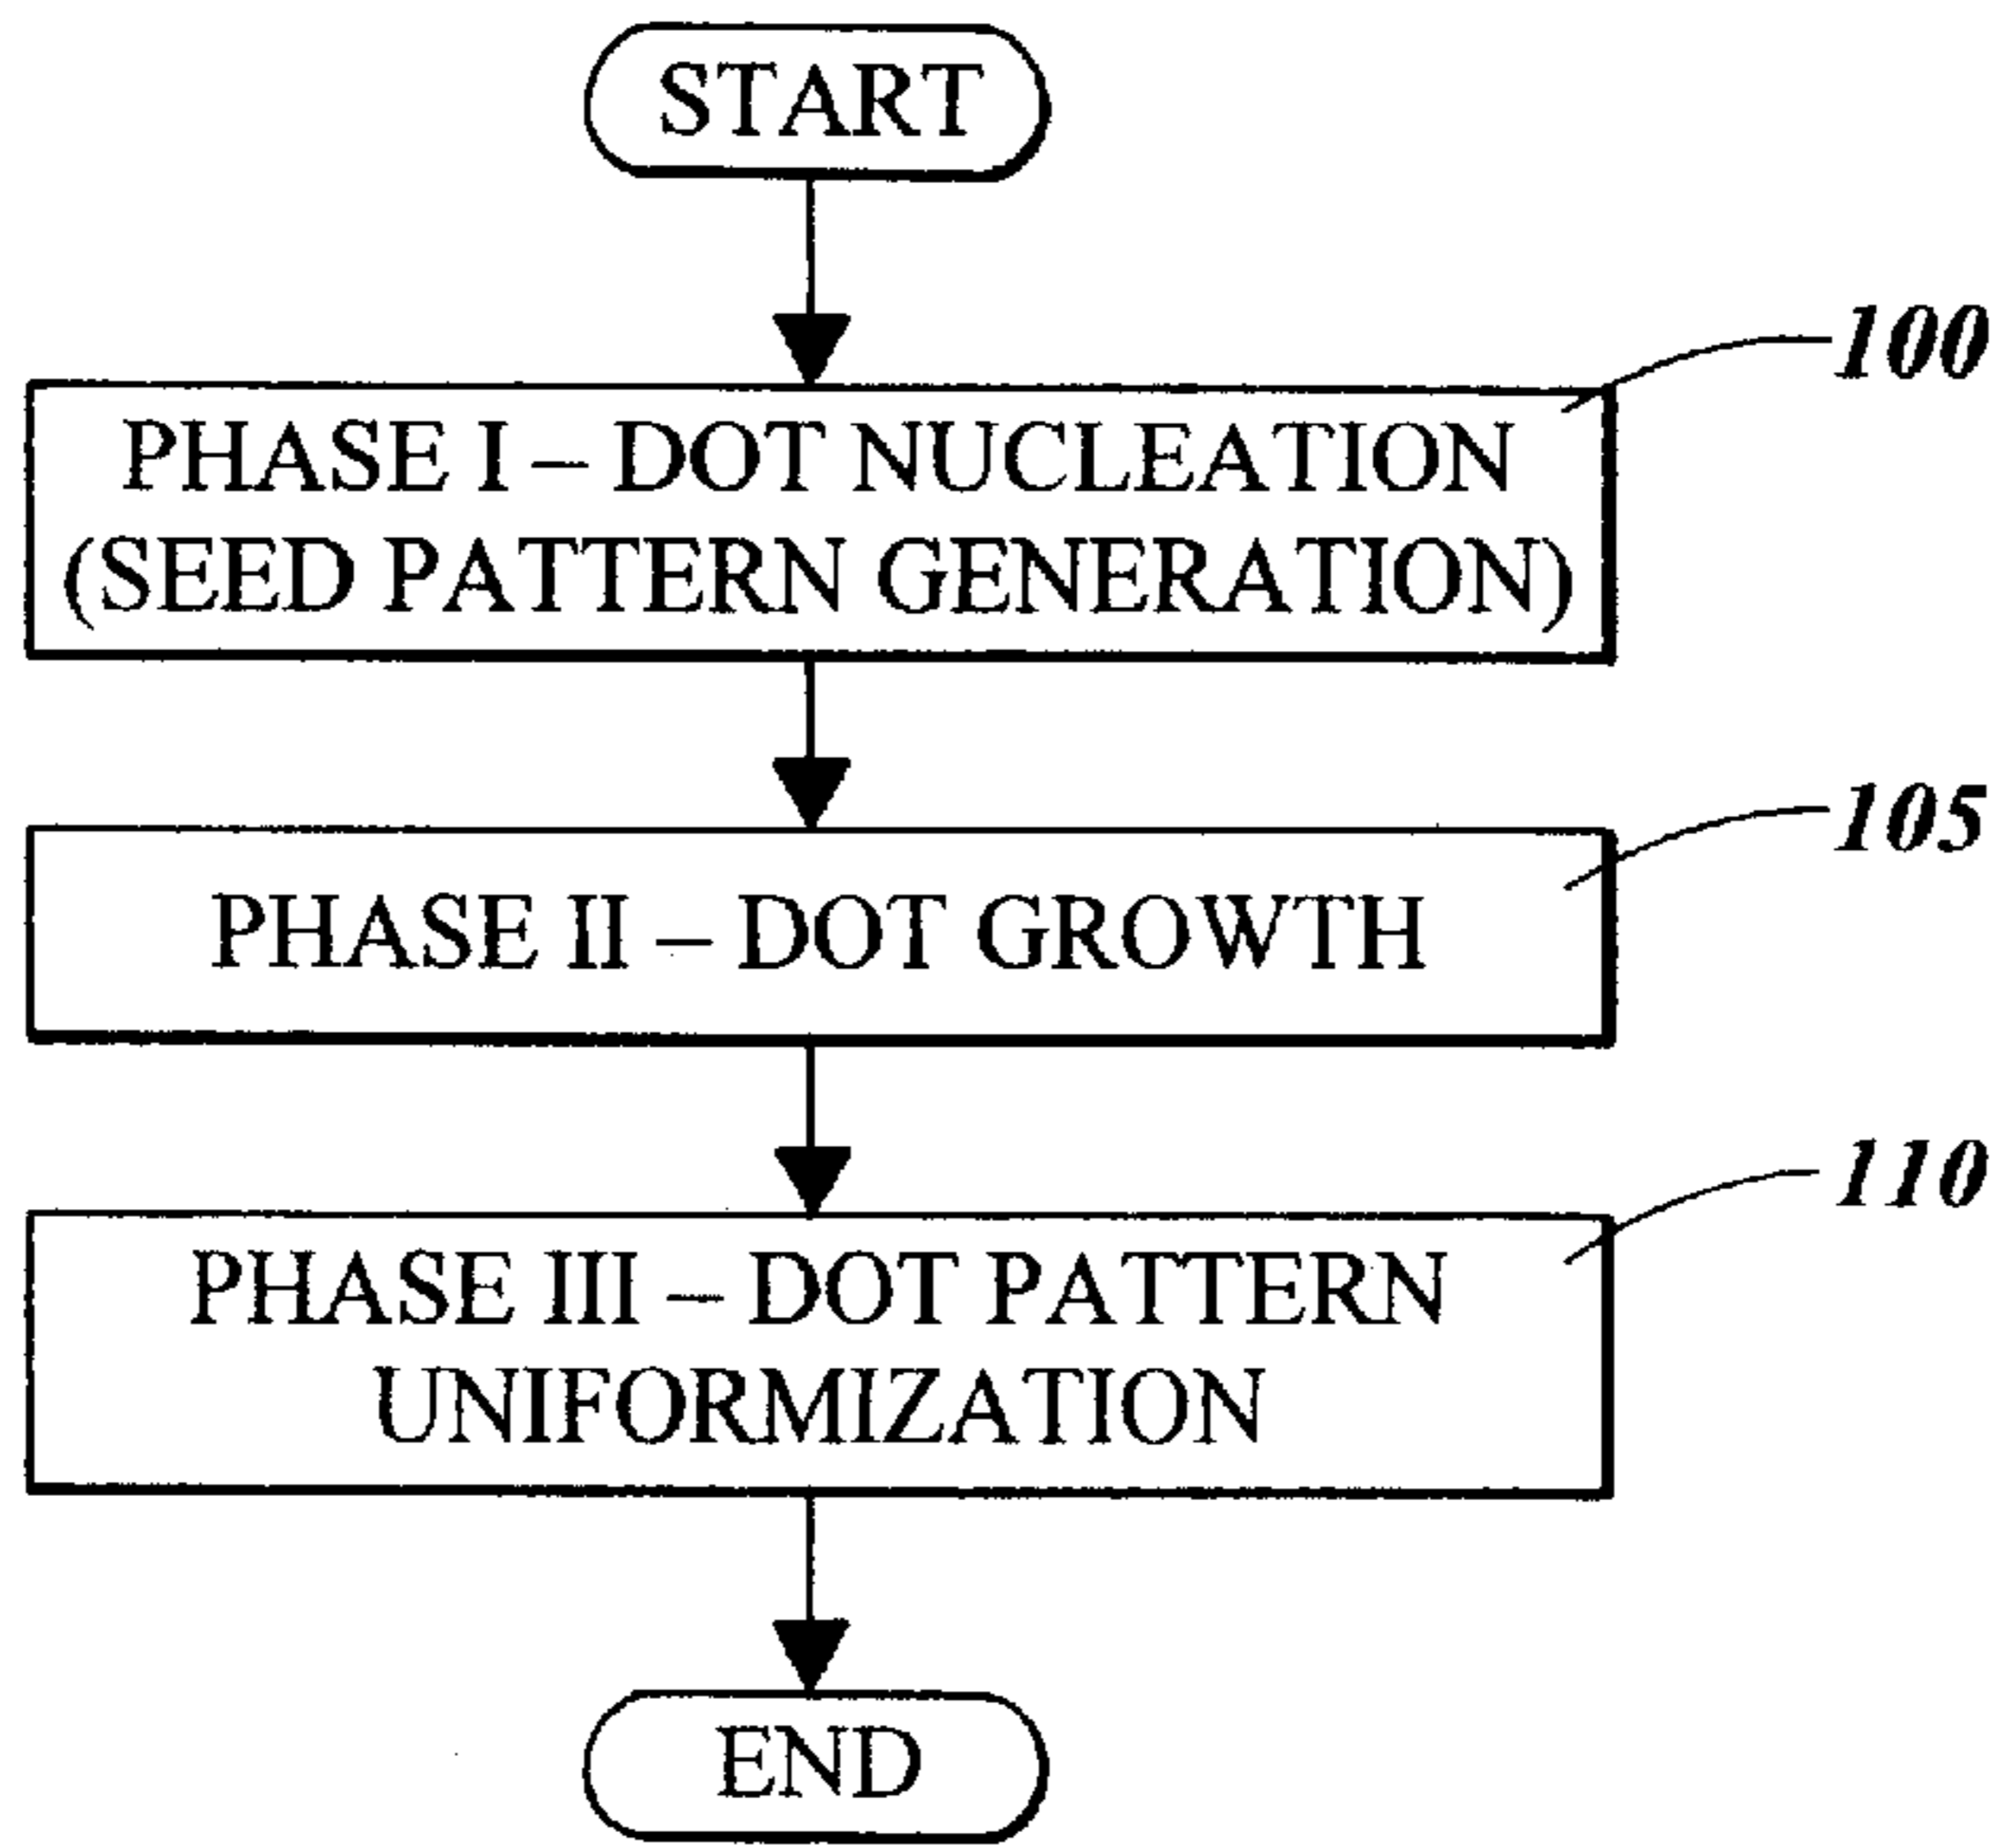 START
100
PHASE I – DOT NUCLEATION
(SEED PATTERN GENERATION)
105
PHASE II – DOT GROWTH
110
PHASE III – DOT PATTERN
UNIFORMIZATION
END